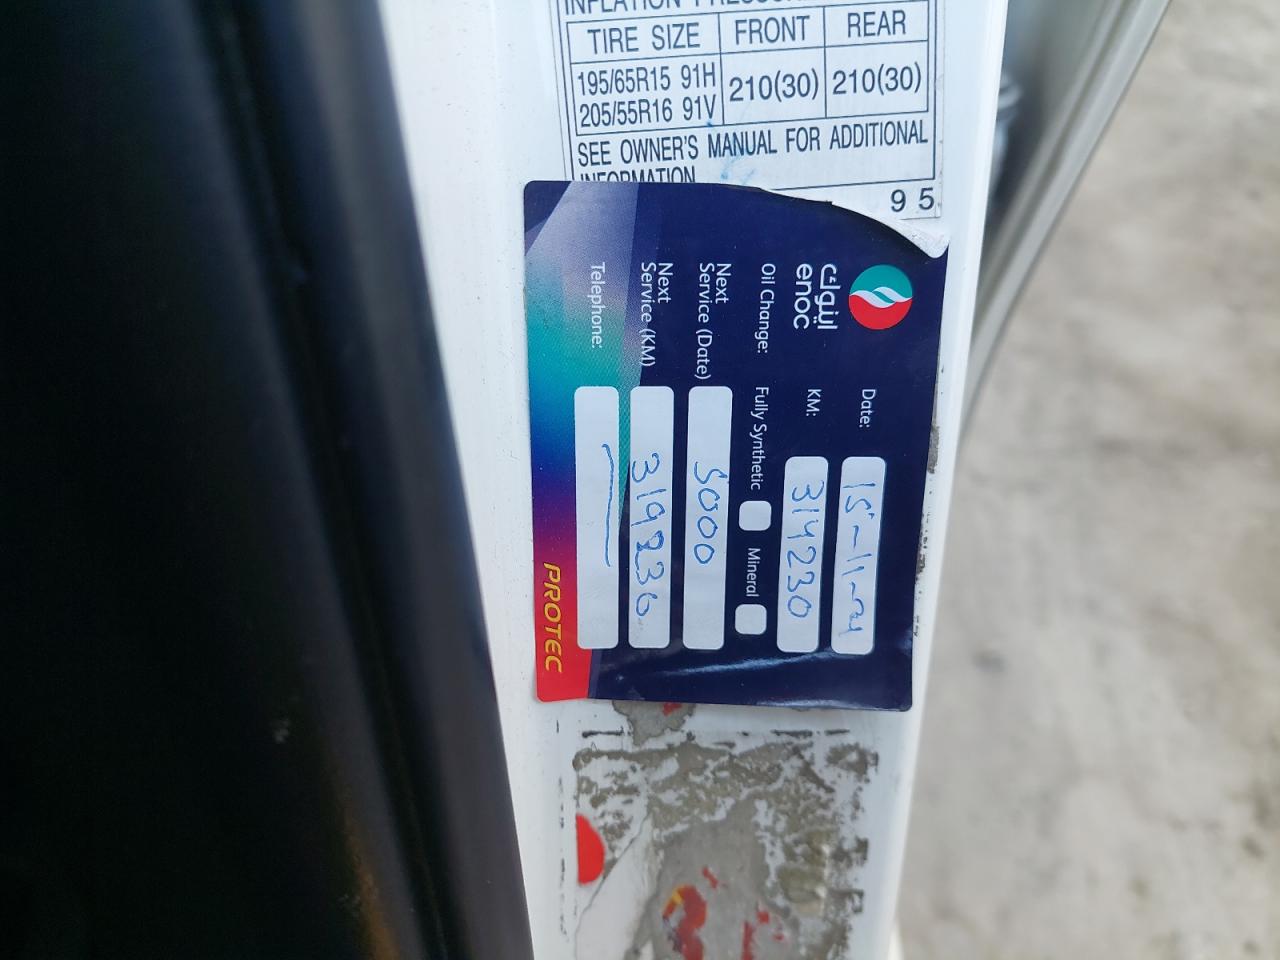 TIRE SIZE FRONT REAR
195/65R15 91H 210(30) 210(30)
205/55R16 91V
SEE OWNER'S MANUAL FOR ADDITIONAL
INFORMATION
95
اينوك
enoc
Date: 15-11-24
KM: 314230
Oil Change: Fully Synthetic Mineral
Next Service (Date) 5000
Next Service (KM) 319230
Telephone:
PROTEC